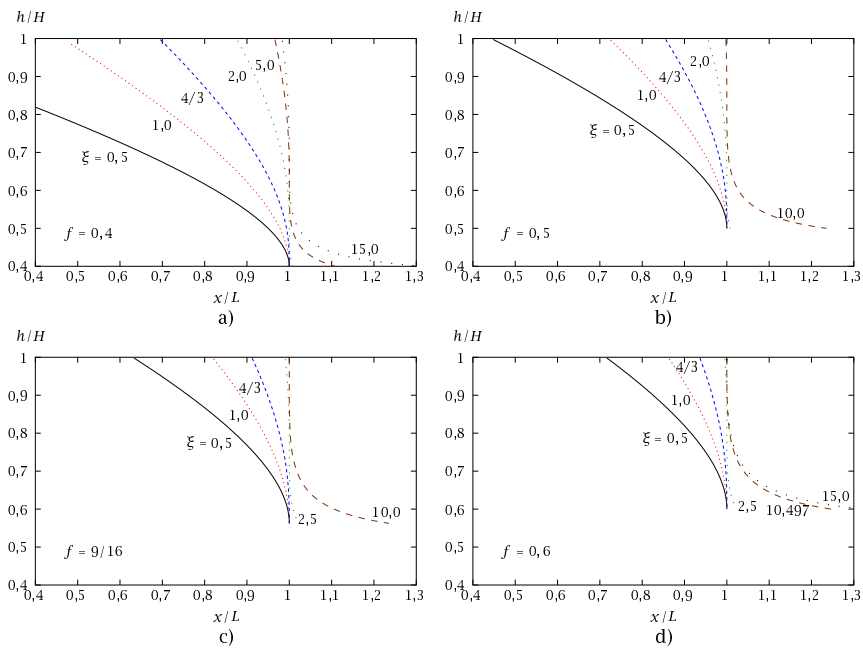 h/H
1
0,9
0,8
0,7
0,6
0,5
0,4
0,4 0,5 0,6 0,7 0,8 0,9 1 1,1 1,2 1,3
5,0
2,0
4/3
1,0
ξ = 0,5
f = 0,4
15,0
x/L
a)
h/H
1
0,9
0,8
0,7
0,6
0,5
0,4
0,4 0,5 0,6 0,7 0,8 0,9 1 1,1 1,2 1,3
2,0
4/3
1,0
ξ = 0,5
10,0
f = 0,5
x/L
b)
h/H
1
0,9
0,8
0,7
0,6
0,5
0,4
0,4 0,5 0,6 0,7 0,8 0,9 1 1,1 1,2 1,3
4/3
1,0
ξ = 0,5
10,0
2,5
f = 9/16
x/L
c)
h/H
1
0,9
0,8
0,7
0,6
0,5
0,4
0,4 0,5 0,6 0,7 0,8 0,9 1 1,1 1,2 1,3
4/3
1,0
ξ = 0,5
15,0
2,5
10,497
f = 0,6
x/L
d)